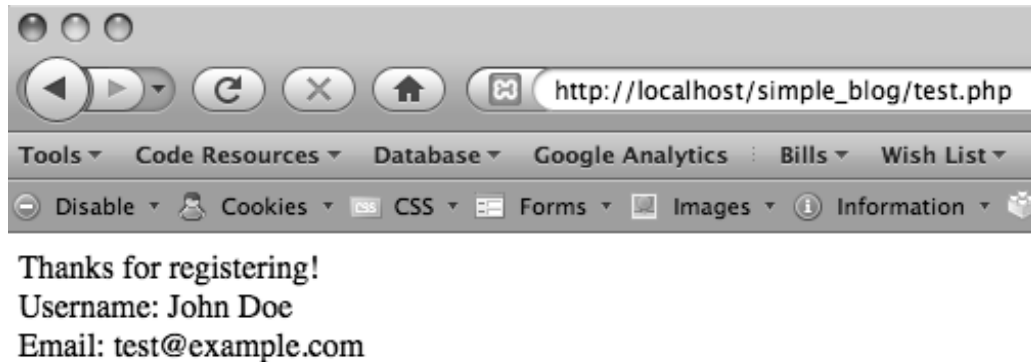 http://localhost/simple_blog/test.php
Tools Code Resources Database Google Analytics Bills Wish List
Disable Cookies CSS CSS Forms Images Information
Thanks for registering!
Username: John Doe
Email: test@example.com